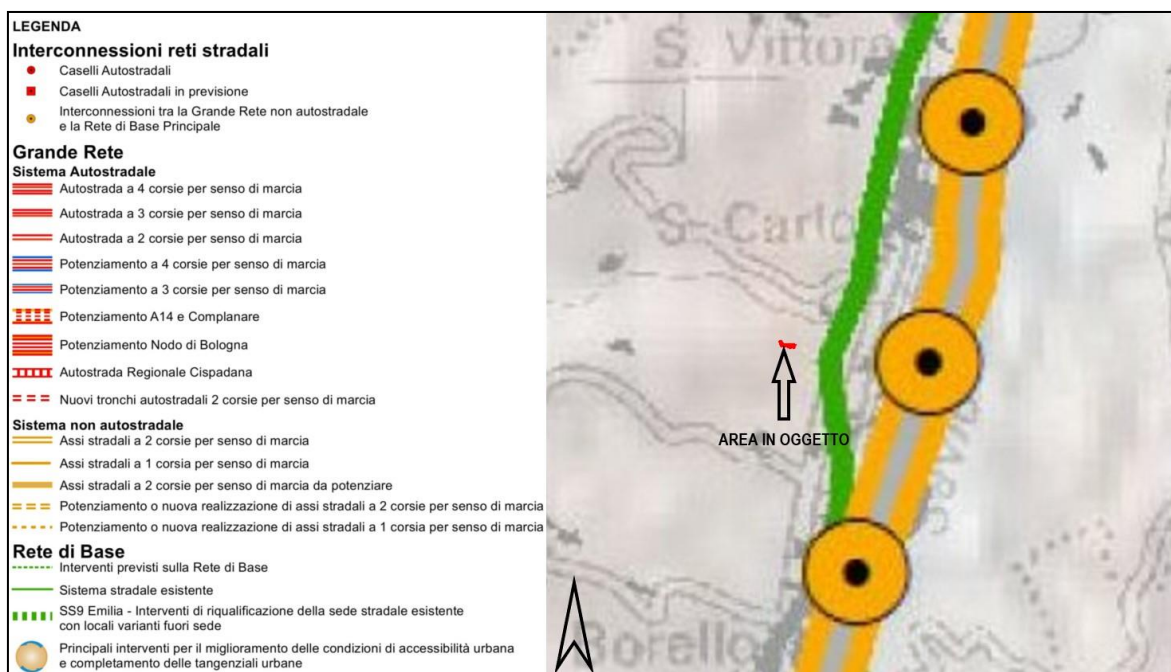 LEGENDA
Interconnessioni reti stradali
Caselli Autostradali
Caselli Autostradali in previsione
Interconnessioni tra la Grande Rete non autostradale
e la Rete di Base Principale
Grande Rete
Sistema Autostradale
Autostrada a 4 corsie per senso di marcia
Autostrada a 3 corsie per senso di marcia
Autostrada a 2 corsie per senso di marcia
Potenziamento a 4 corsie per senso di marcia
Potenziamento a 3 corsie per senso di marcia
Potenziamento A14 e Complanare
Potenziamento Nodo di Bologna
Autostrada Regionale Cispadana
Nuovi tronchi autostradali 2 corsie per senso di marcia
Sistema non autostradale
Assi stradali a 2 corsie per senso di marcia
Assi stradali a 1 corsia per senso di marcia
Assi stradali a 2 corsie per senso di marcia da potenziare
Potenziamento o nuova realizzazione di assi stradali a 2 corsie per senso di marcia
Potenziamento o nuova realizzazione di assi stradali a 1 corsia per senso di marcia
Rete di Base
Interventi previsti sulla Rete di Base
Sistema stradale esistente
SS9 Emilia - Interventi di riqualificazione della sede stradale esistente
con locali varianti fuori sede
Principali interventi per il miglioramento delle condizioni di accessibilità urbana
e completamento delle tangenziali urbane
S. Vittore
S. Carlo
AREA IN OGGETTO
Borello